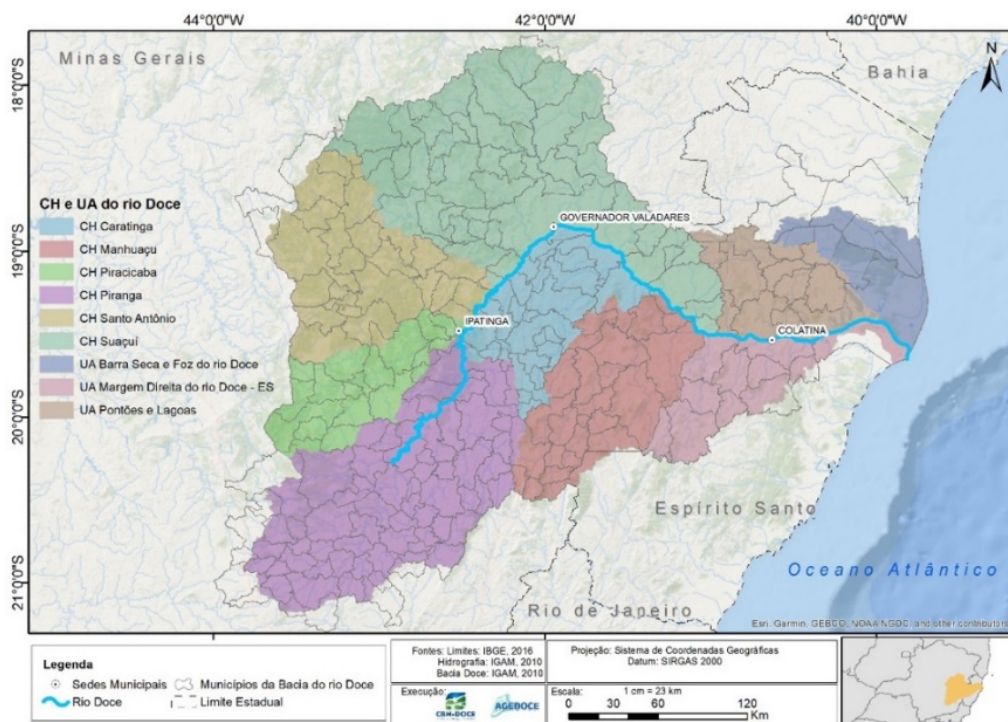 44°0'0"W
42°0'0"W
40°0'0"W
N
Minas Gerais
Bahia
18°0'0"S
CH e UA do rio Doce
CH Caratinga
CH Manhuaçu
CH Piracicaba
CH Piranga
CH Santo Antônio
CH Suaçuí
UA Barra Seca e Foz do rio Doce
UA Margem Direita do rio Doce - ES
UA Pontões e Lagoas
GOVERNADOR VALADARES
19°0'0"S
IPATINGA
COLATINA
20°0'0"S
Espírito Santo
Oceano Atlântico
21°0'0"S
Rio de Janeiro
Esri, Garmin, GEBCO, NOAA NGDC, and other contributors
Legenda
Sedes Municipais
Municípios da Bacia do rio Doce
Rio Doce
Limite Estadual
Fontes: Limites: IBGE, 2016
Hidrografia: IGAM, 2010
Bacia Doce: IGAM, 2010
Execução:
CBH-DOCE
AGEDOCE
Projeção: Sistema de Coordenadas Geográficas
Datum: SIRGAS 2000
Escala: 1 cm = 23 km
0 30 60 120
Km